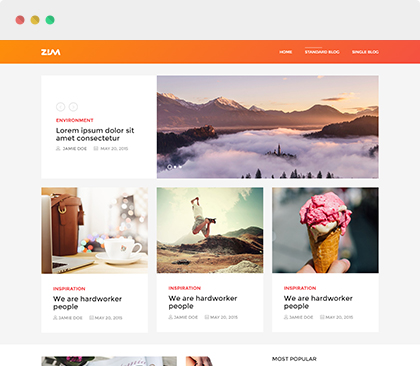 ZLM
HOME
STANDARD BLOG
SINGLE BLOG
ENVIRONMENT
Lorem ipsum dolor sit
amet consectetur
JAMIE DOE
MAY 20, 2015
INSPIRATION
We are hardworker
people
JAMIE DOE
MAY 20, 2015
INSPIRATION
We are hardworker
people
JAMIE DOE
MAY 20, 2015
INSPIRATION
We are hardworker
people
JAMIE DOE
MAY 20, 2015
MOST POPULAR